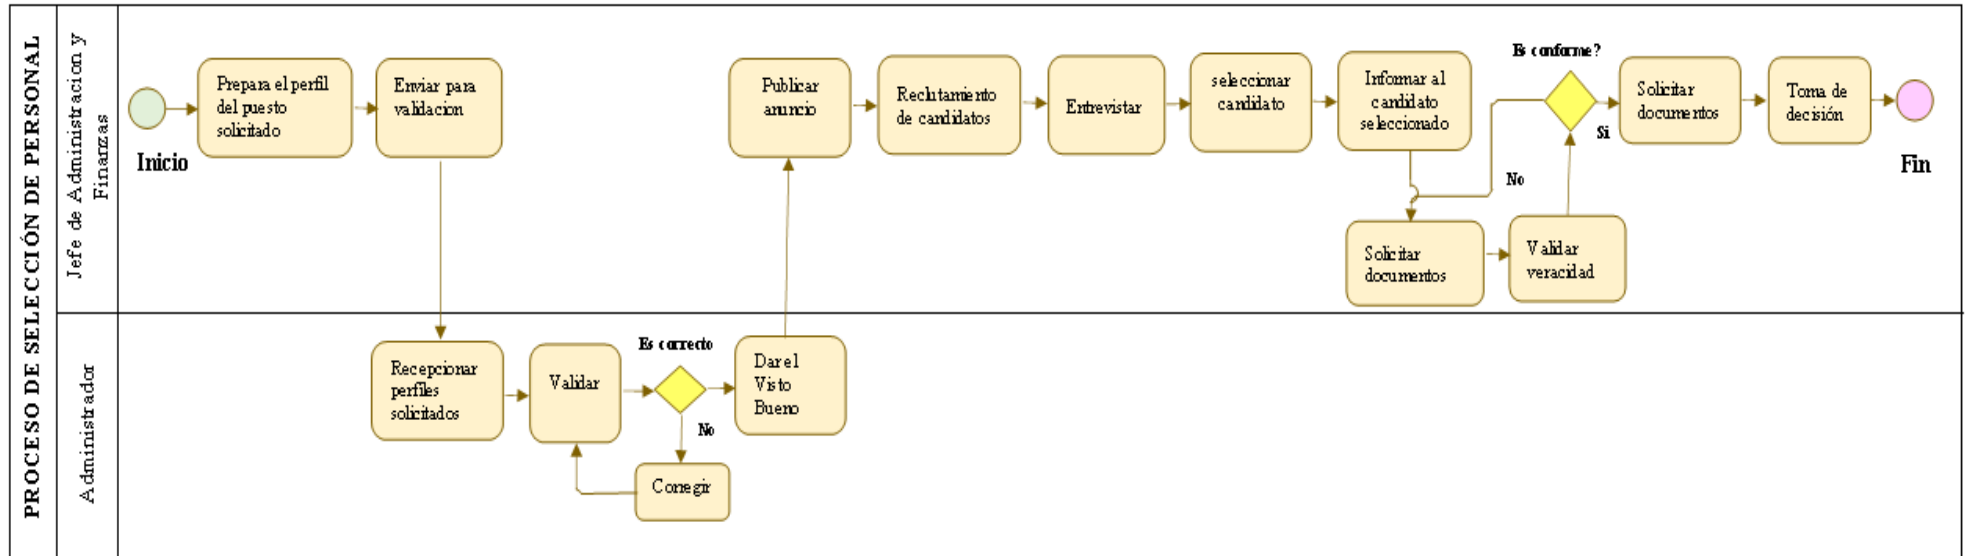 PROCESO DE SELECCIÓN DE PERSONAL
Jefe de Administracion y
Finanzas
Inicio
Prepara el perfil
del puesto
solicitado
Enviar para
validacion
Publicar
anuncio
Reclutamiento
de candidatos
Entrevistar
seleccionar
candidato
Informar al
candidato
seleccionado
Es conforme?
Si
No
Solicitar
documentos
Toma de
decisión
Fin
Solicitar
documentos
Validar
veracidad
Administrador
Recepcionar
perfiles
solicitados
Validar
Es correcto
No
Dar el
Visto
Bueno
Corregir